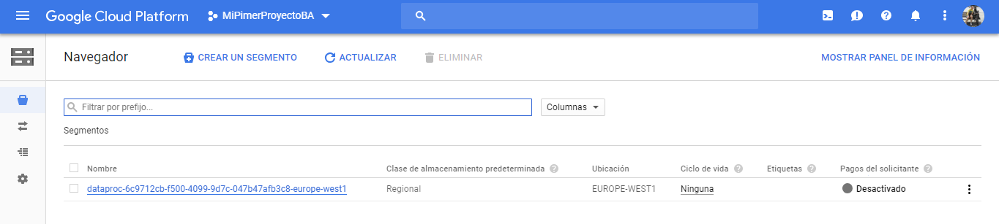 Google Cloud Platform MiPimerProyectoBA
Navegador CREAR UN SEGMENTO ACTUALIZAR ELIMINAR MOSTRAR PANEL DE INFORMACIÓN
Filtrar por prefijo... Columnas
Segmentos
Nombre Clase de almacenamiento predeterminada Ubicación Ciclo de vida Etiquetas Pagos del solicitante
dataproc-6c9712cb-f500-4099-9d7c-047b47afb3c8-europe-west1 Regional EUROPE-WEST1 Ninguna Desactivado